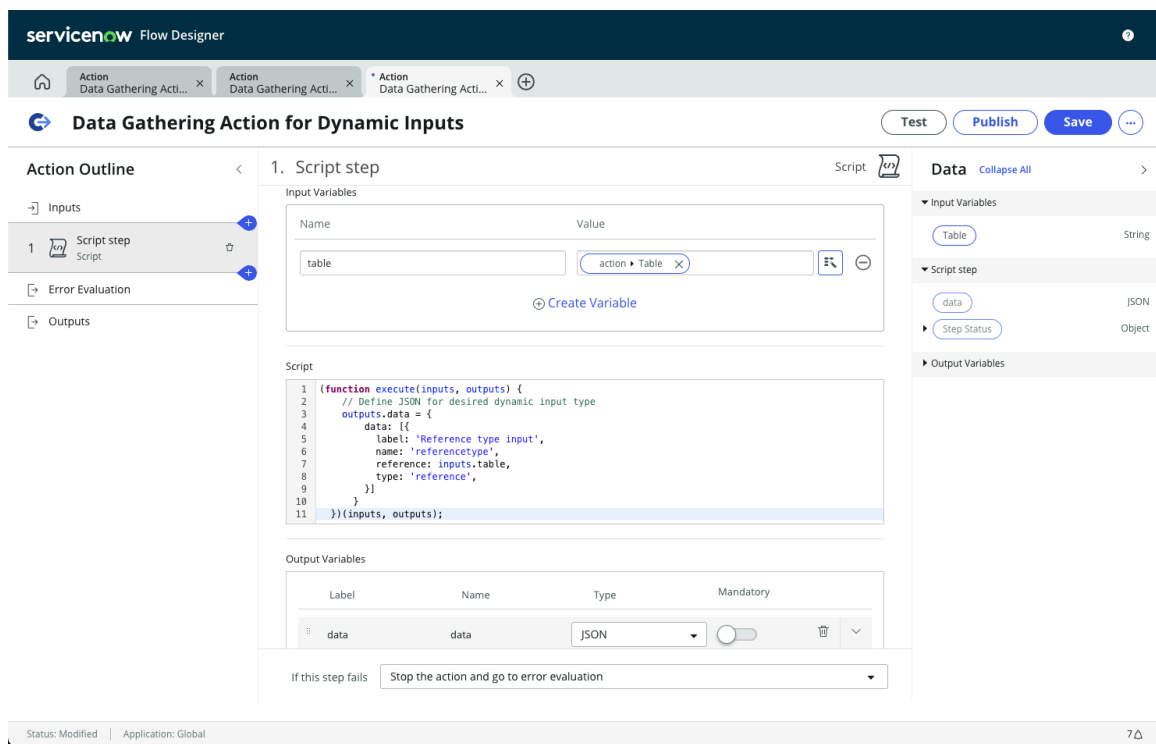 servicenow Flow Designer
Action
Data Gathering Acti...
Action
Data Gathering Acti...
Action
Data Gathering Acti...
Data Gathering Action for Dynamic Inputs
Test
Publish
Save
Action Outline
Inputs
1
Script step
Script
Error Evaluation
Outputs
1. Script step
Script
Input Variables
Name Value
table action ▸ Table
Create Variable
Script
1 (function execute(inputs, outputs) {
2 // Define JSON for desired dynamic input type
3 outputs.data = {
4 data: [{
5 label: 'Reference type input',
6 name: 'referencetype',
7 reference: inputs.table,
8 type: 'reference',
9 }]
10 }
11 })(inputs, outputs);
Output Variables
Label Name Type Mandatory
data data JSON
If this step fails Stop the action and go to error evaluation
Data Collapse All
Input Variables
Table String
Script step
data JSON
Step Status Object
Output Variables
Status: Modified | Application: Global
7